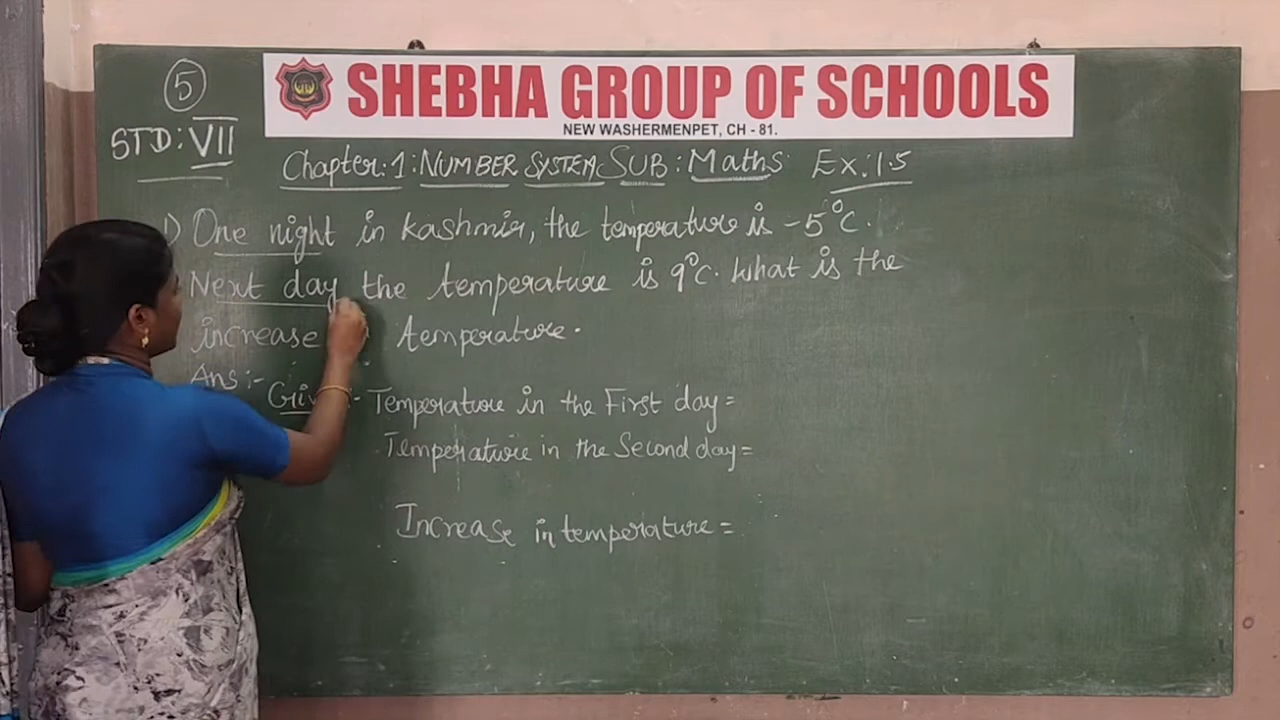 5
SHEBHA GROUP OF SCHOOLS
NEW WASHERMENPET, CH - 81.
STD: VII
Chapter: 1: NUMBER SYSTEM SUB: Maths Ex: 1.5
1) One night in kashmir, the temperature is -5°C.
Next day the temperature is 9°C. What is the
increase temperature.
Ans:-
Temperature in the First day=
Temperature in the Second day=
Increase in temperature =